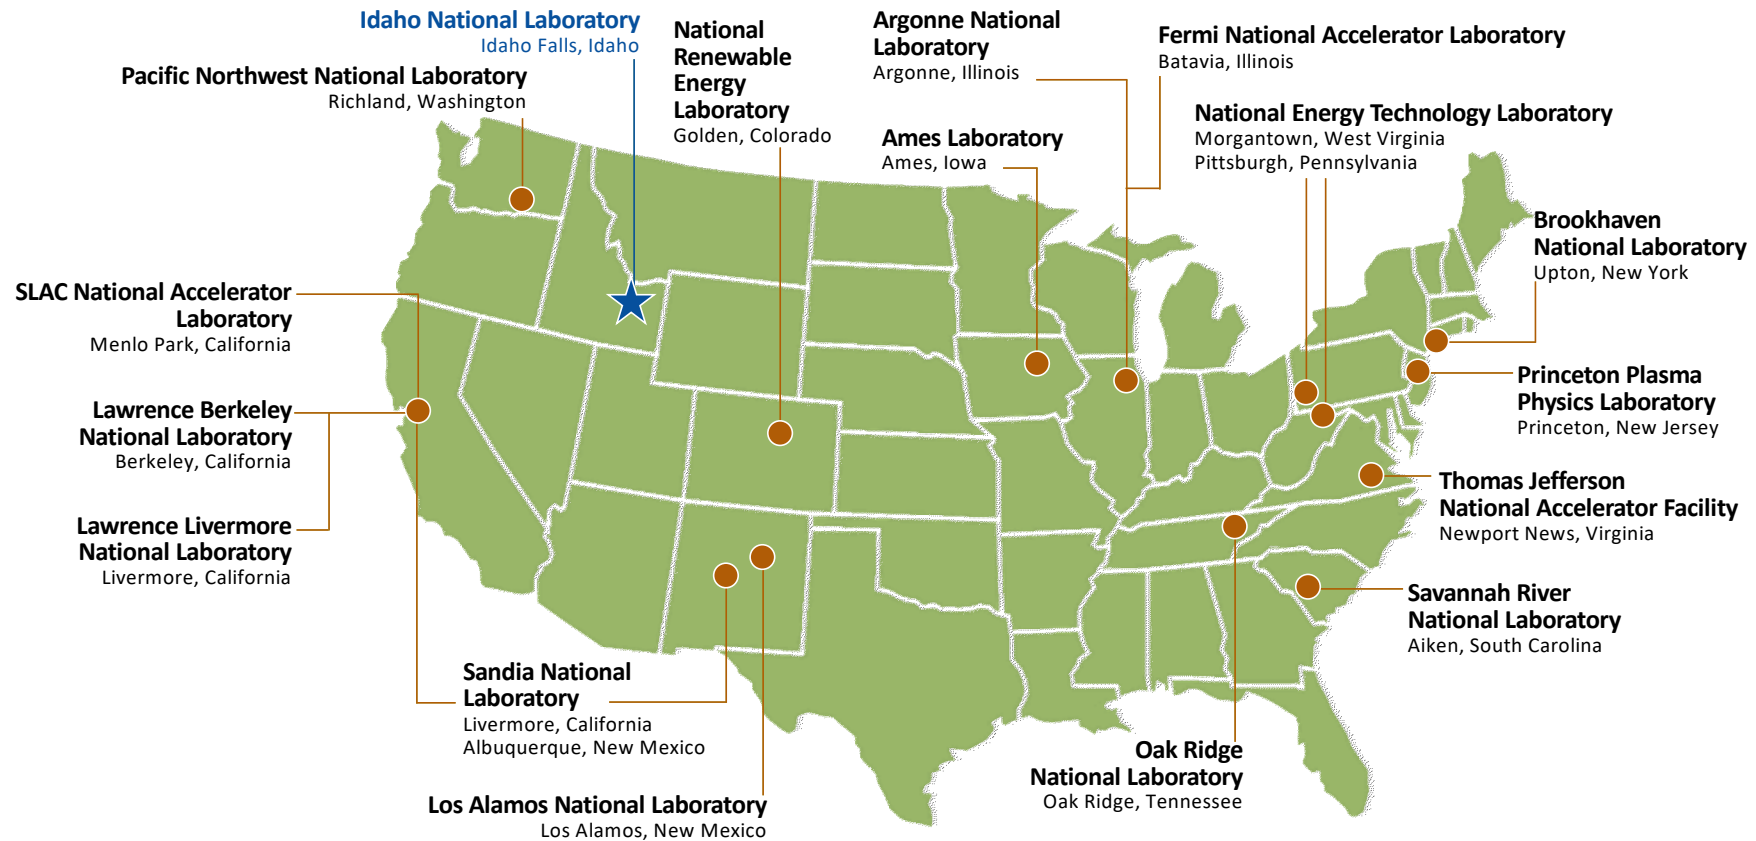 Idaho National Laboratory
Idaho Falls, Idaho
Pacific Northwest National Laboratory
Richland, Washington
National
Renewable
Energy
Laboratory
Golden, Colorado
Argonne National
Laboratory
Argonne, Illinois
Fermi National Accelerator Laboratory
Batavia, Illinois
Ames Laboratory
Ames, Iowa
National Energy Technology Laboratory
Morgantown, West Virginia
Pittsburgh, Pennsylvania
Brookhaven
National Laboratory
Upton, New York
SLAC National Accelerator
Laboratory
Menlo Park, California
Lawrence Berkeley
National Laboratory
Berkeley, California
Lawrence Livermore
National Laboratory
Livermore, California
Princeton Plasma
Physics Laboratory
Princeton, New Jersey
Thomas Jefferson
National Accelerator Facility
Newport News, Virginia
Savannah River
National Laboratory
Aiken, South Carolina
Sandia National
Laboratory
Livermore, California
Albuquerque, New Mexico
Los Alamos National Laboratory
Los Alamos, New Mexico
Oak Ridge
National Laboratory
Oak Ridge, Tennessee